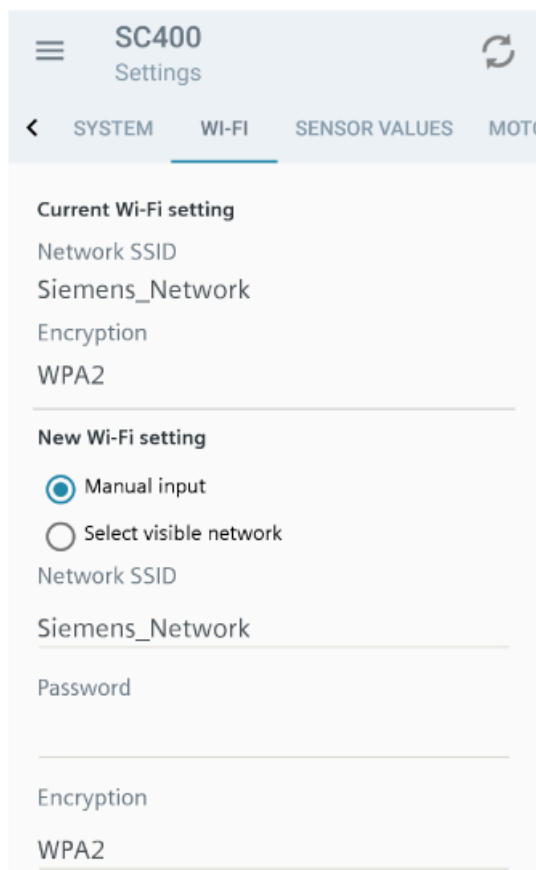 SC400
Settings
SYSTEM WI-FI SENSOR VALUES MOTO
Current Wi-Fi setting
Network SSID
Siemens_Network
Encryption
WPA2
New Wi-Fi setting
Manual input
Select visible network
Network SSID
Siemens_Network
Password
Encryption
WPA2